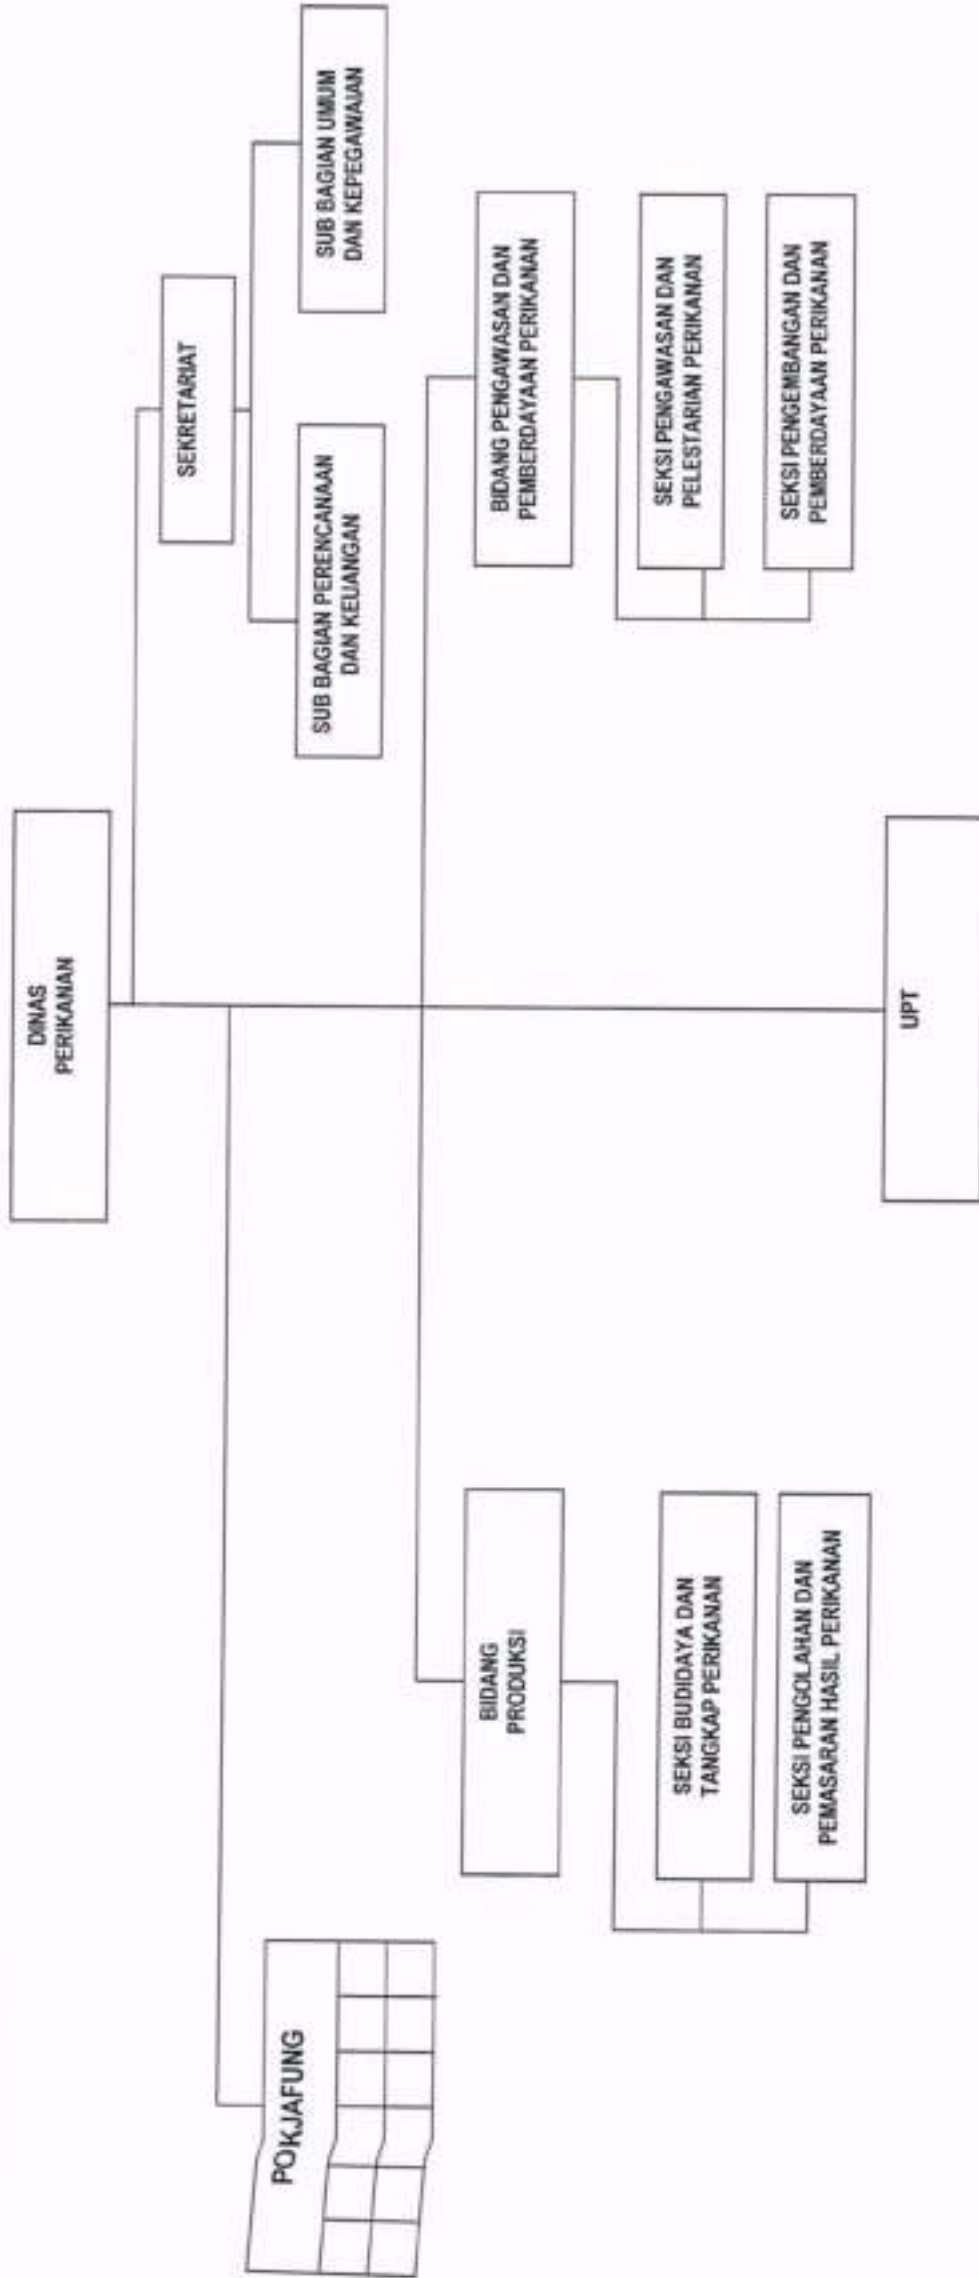 DINAS
PERIKANAN
SEKRETARIAT
SUB BAGIAN PERENCANAAN
DAN KEUANGAN
SUB BAGIAN UMUM
DAN KEPEGAWAIAN
POKJAFUNG
BIDANG
PRODUKSI
SEKSI BUDIDAYA DAN
TANGKAP PERIKANAN
SEKSI PENGOLAHAN DAN
PEMASARAN HASIL PERIKANAN
BIDANG PENGAWASAN DAN
PEMBERDAYAAN PERIKANAN
SEKSI PENGAWASAN DAN
PELESTARIAN PERIKANAN
SEKSI PENGEMBANGAN DAN
PEMBERDAYAAN PERIKANAN
UPT